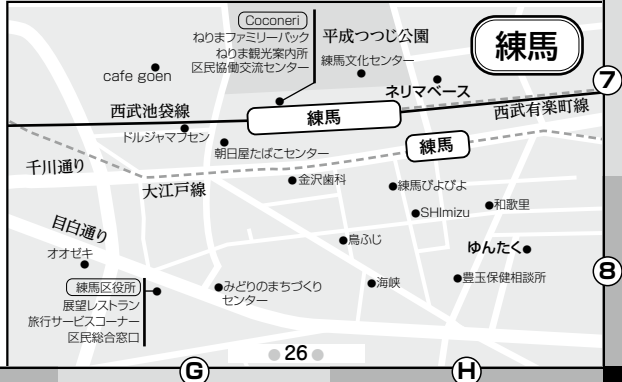 練馬
Coconeri
ねりまファミリーパック
ねりま観光案内所
区民協働交流センター
平成つつじ公園
練馬文化センター
cafe goen
ネリマベース
7
西武池袋線
練馬
西武有楽町線
ドルジャマプセン
朝日屋たばこセンター
練馬
千川通り
大江戸線
金沢歯科
練馬ぴよぴよ
SHImizu
和歌里
目白通り
オオゼキ
鳥ふじ
ゆんたく
8
練馬区役所
展望レストラン
旅行サービスコーナー
区民総合窓口
みどりのまちづくり
センター
海峡
豊玉保健相談所
26
G
H